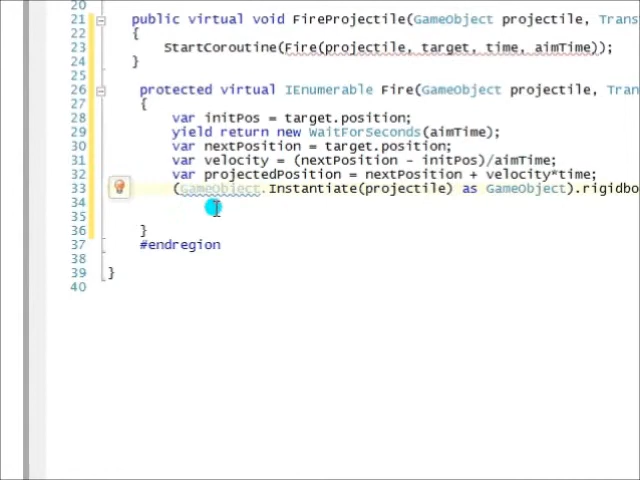 20
21 public virtual void FireProjectile(GameObject projectile, Trans
22 {
23 StartCoroutine(Fire(projectile, target, time, aimTime));
24 }
25
26 protected virtual IEnumerable Fire(GameObject projectile, Tran
27 {
28 var initPos = target.position;
29 yield return new WaitForSeconds(aimTime);
30 var nextPosition = target.position;
31 var velocity = (nextPosition - initPos)/aimTime;
32 var projectedPosition = nextPosition + velocity*time;
33 (GameObject.Instantiate(projectile) as GameObject).rigidbo
34
35
36 }
37 #endregion
38
39 }
40